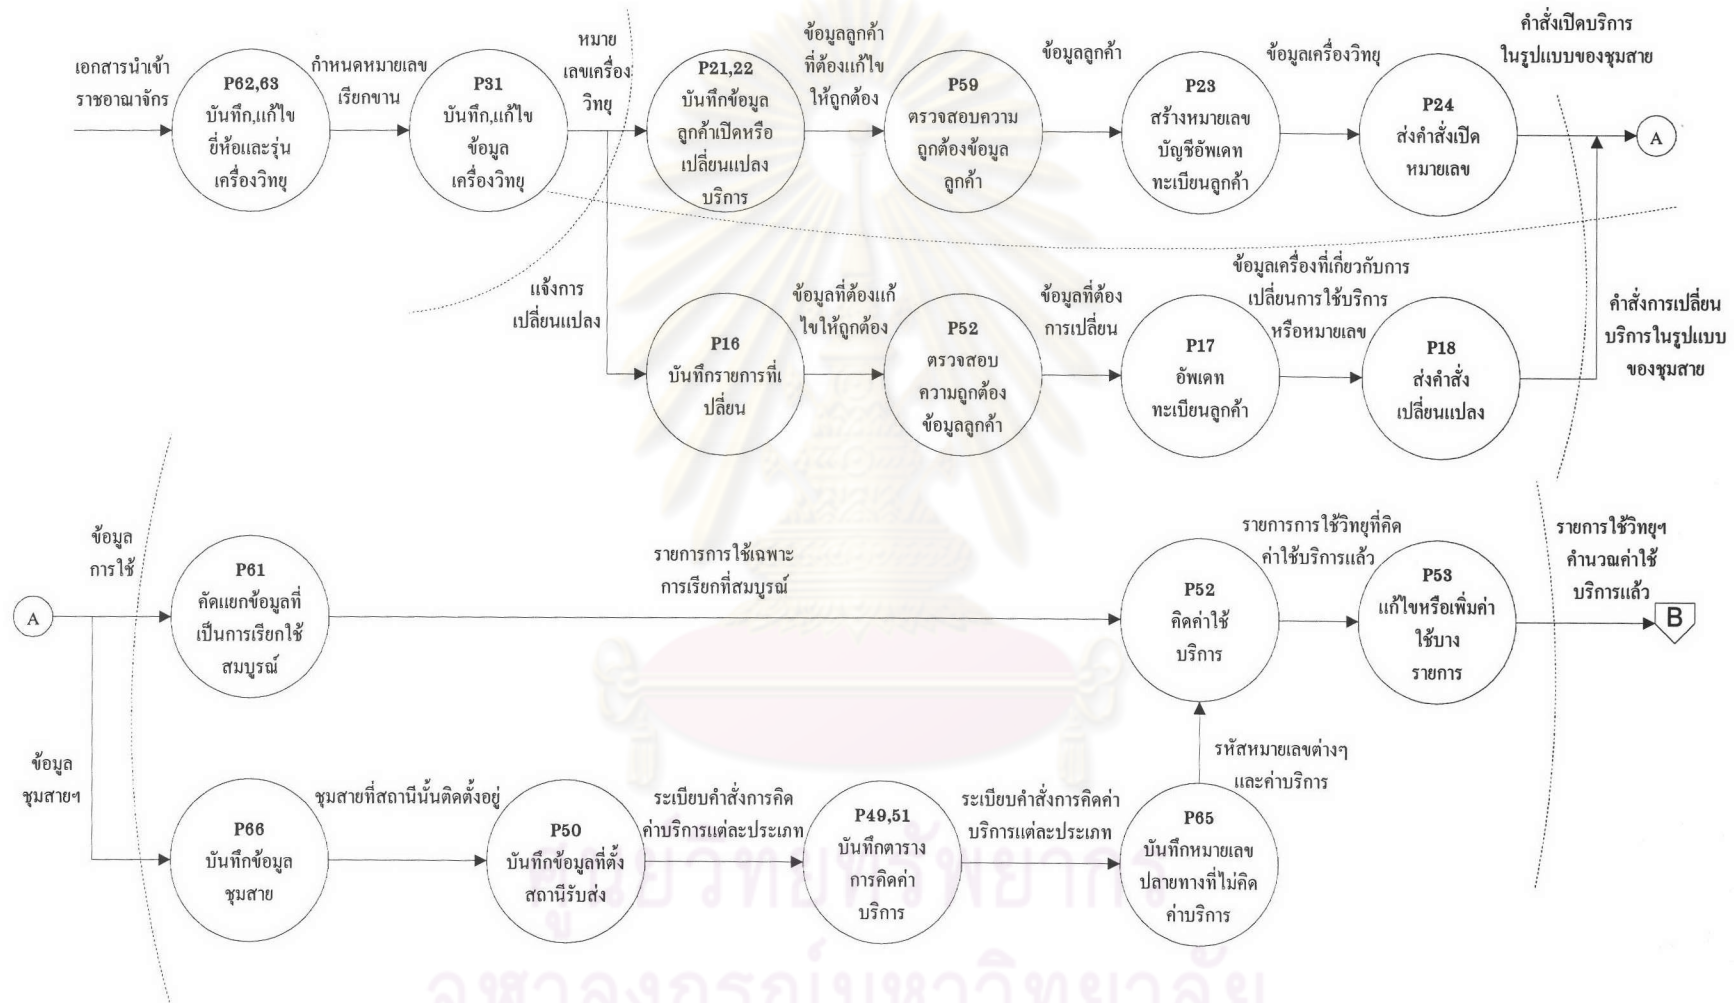 เอกสารนำเข้า
ราชอาณาจักร
P62,63
บันทึก,แก้ไข
ยี่ห้อและรุ่น
เครื่องวิทยุ
กำหนดหมายเลข
เรียกขาน
P31
บันทึก,แก้ไข
ข้อมูล
เครื่องวิทยุ
หมาย
เลขเครื่อง
วิทยุ
P21,22
บันทึกข้อมูล
ลูกค้าเปิดหรือ
เปลี่ยนแปลง
บริการ
ข้อมูลลูกค้า
ที่ต้องแก้ไข
ให้ถูกต้อง
P59
ตรวจสอบความ
ถูกต้องข้อมูล
ลูกค้า
ข้อมูลลูกค้า
P23
สร้างหมายเลข
บัญชีอัพเดท
ทะเบียนลูกค้า
ข้อมูลเครื่องวิทยุ
P24
ส่งคำสั่งเปิด
หมายเลข
คำสั่งเปิดบริการ
ในรูปแบบของชุมสาย
A
แจ้งการ
เปลี่ยนแปลง
P16
บันทึกรายการที่เ
ปลี่ยน
ข้อมูลที่ต้องแก้
ไขให้ถูกต้อง
P52
ตรวจสอบ
ความถูกต้อง
ข้อมูลลูกค้า
ข้อมูลที่ต้อง
การเปลี่ยน
P17
อัพเดท
ทะเบียนลูกค้า
ข้อมูลเครื่องที่เกี่ยวกับการ
เปลี่ยนการใช้บริการ
หรือหมายเลข
P18
ส่งคำสั่ง
เปลี่ยนแปลง
คำสั่งการเปลี่ยน
บริการในรูปแบบ
ของชุมสาย
A
ข้อมูล
การใช้
P61
คัดแยกข้อมูลที่
เป็นการเรียกใช้
สมบูรณ์
รายการการใช้เฉพาะ
การเรียกที่สมบูรณ์
P52
คิดค่าใช้
บริการ
รายการการใช้วิทยุที่คิด
ค่าใช้บริการแล้ว
P53
แก้ไขหรือเพิ่มค่า
ใช้บาง
รายการ
รายการใช้วิทยุฯ
คำนวณค่าใช้
บริการแล้ว
B
ข้อมูล
ชุมสายฯ
P66
บันทึกข้อมูล
ชุมสาย
ชุมสายที่สถานีนั้นติดตั้งอยู่
P50
บันทึกข้อมูลที่ตั้ง
สถานีรับส่ง
ระเบียบคำสั่งการคิด
ค่าบริการแต่ละประเภท
P49,51
บันทึกตาราง
การคิดค่า
บริการ
ระเบียบคำสั่งการคิดค่า
บริการแต่ละประเภท
P65
บันทึกหมายเลข
ปลายทางที่ไม่คิด
ค่าบริการ
รหัสหมายเลขต่างๆ
และค่าบริการ
ศูนย์วิทยทรัพยากร
จุฬาลงกรณ์มหาวิทยาลัย